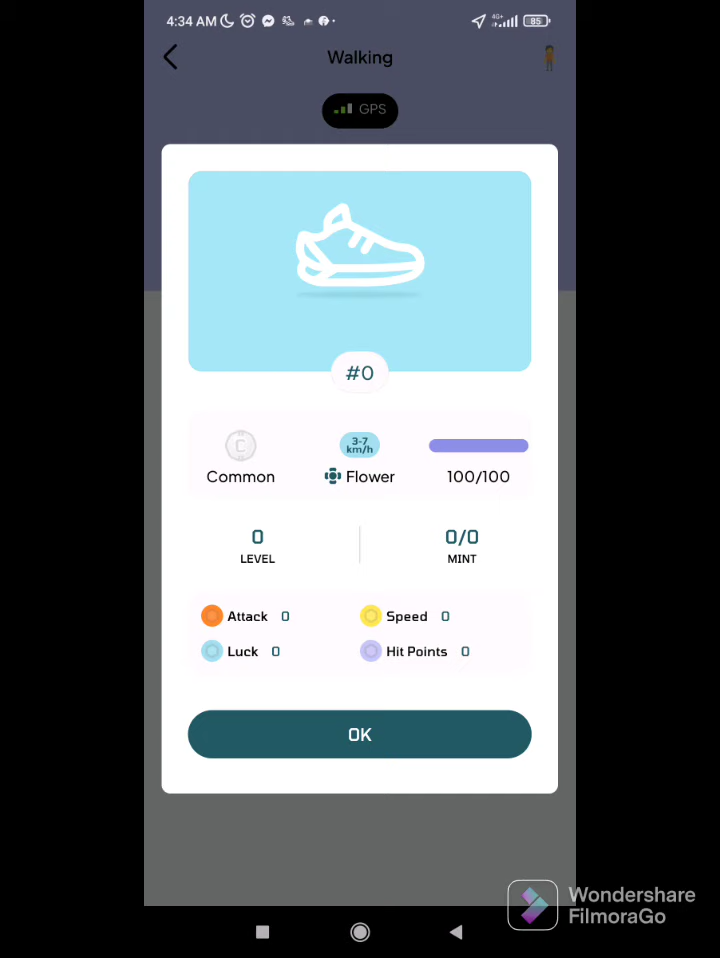 4:34 AM 4G+ 85
Walking
GPS
#0
C 3-7
km/h
Common Flower 100/100
0 0/0
LEVEL MINT
Attack 0 Speed 0
Luck 0 Hit Points 0
OK
Wondershare
FilmoraGo